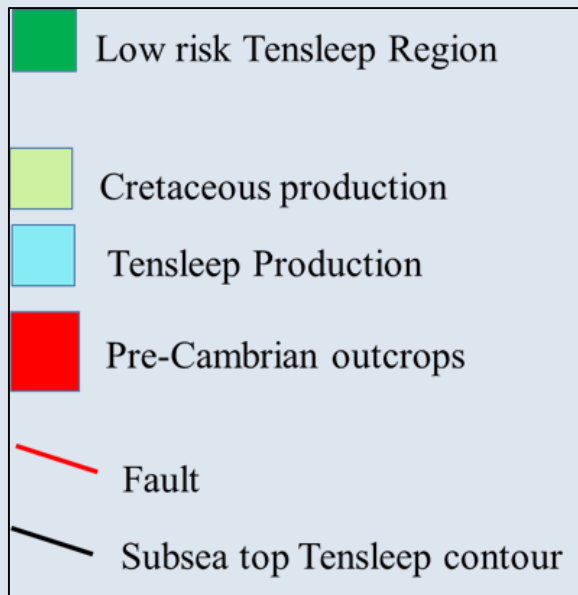 Low risk Tensleep Region
Cretaceous production
Tensleep Production
Pre-Cambrian outcrops
Fault
Subsea top Tensleep contour